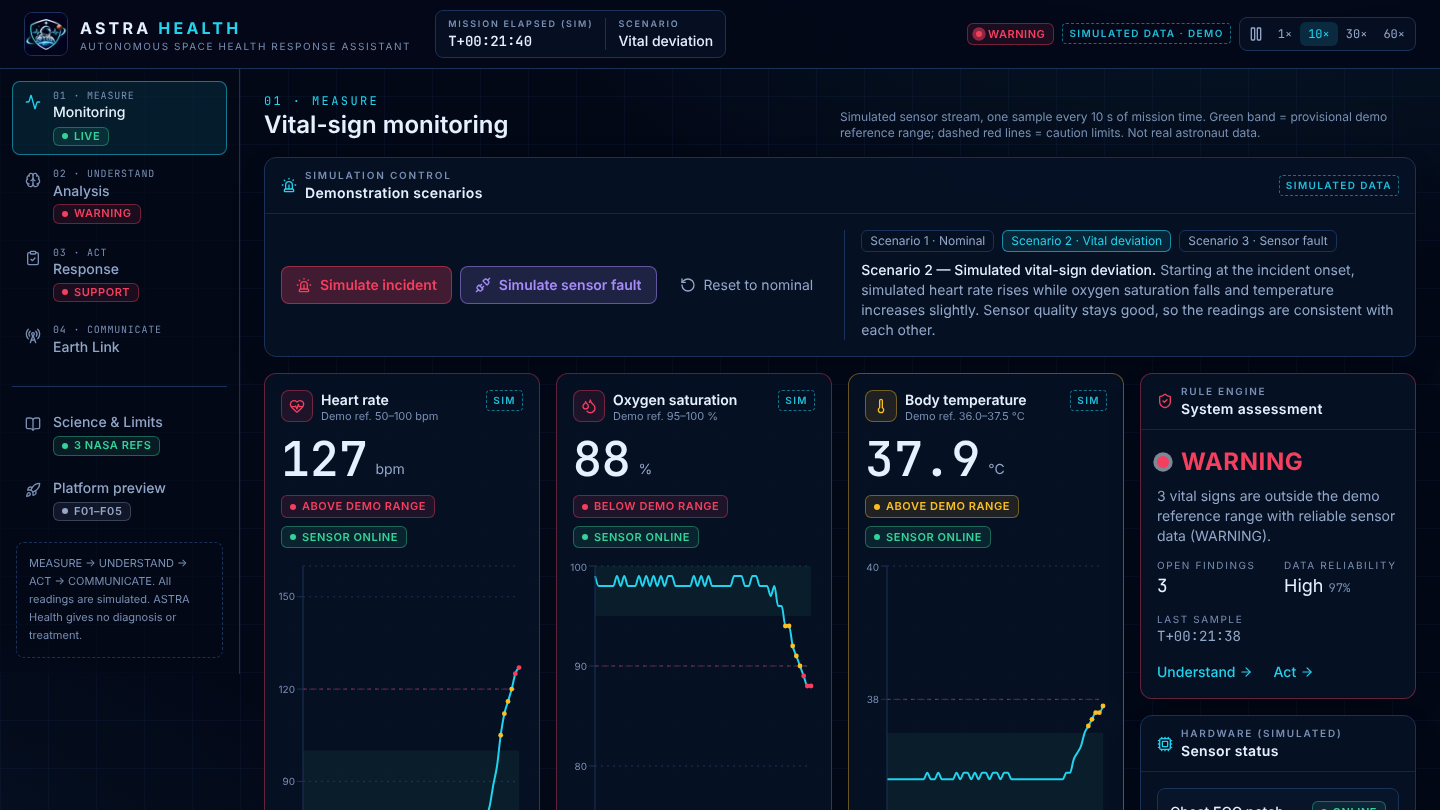 ASTRA HEALTH
AUTONOMOUS SPACE HEALTH RESPONSE ASSISTANT
MISSION ELAPSED (SIM)
T+00:21:40
SCENARIO
Vital deviation
WARNING
SIMULATED DATA · DEMO
1×
10×
30×
60×
01 · MEASURE
Monitoring
LIVE
02 · UNDERSTAND
Analysis
WARNING
03 · ACT
Response
SUPPORT
04 · COMMUNICATE
Earth Link
Science & Limits
3 NASA REFS
Platform preview
F01–F05
MEASURE → UNDERSTAND →
ACT → COMMUNICATE. All
readings are simulated. ASTRA
Health gives no diagnosis or
treatment.
01 · MEASURE
Vital-sign monitoring
Simulated sensor stream, one sample every 10 s of mission time. Green band = provisional demo
reference range; dashed red lines = caution limits. Not real astronaut data.
SIMULATION CONTROL
Demonstration scenarios
SIMULATED DATA
Simulate incident
Simulate sensor fault
Reset to nominal
Scenario 1 · Nominal
Scenario 2 · Vital deviation
Scenario 3 · Sensor fault
Scenario 2 — Simulated vital-sign deviation. Starting at the incident onset,
simulated heart rate rises while oxygen saturation falls and temperature
increases slightly. Sensor quality stays good, so the readings are consistent with
each other.
Heart rate
Demo ref. 50–100 bpm
SIM
127 bpm
ABOVE DEMO RANGE
SENSOR ONLINE
150
120
90
Oxygen saturation
Demo ref. 95–100 %
SIM
88 %
BELOW DEMO RANGE
SENSOR ONLINE
100
90
80
Body temperature
Demo ref. 36.0–37.5 °C
SIM
37.9 °C
ABOVE DEMO RANGE
SENSOR ONLINE
40
38
RULE ENGINE
System assessment
WARNING
3 vital signs are outside the demo
reference range with reliable sensor
data (WARNING).
OPEN FINDINGS
3
DATA RELIABILITY
High 97%
LAST SAMPLE
T+00:21:38
Understand →
Act →
HARDWARE (SIMULATED)
Sensor status
Chest ECG patch
ONLINE